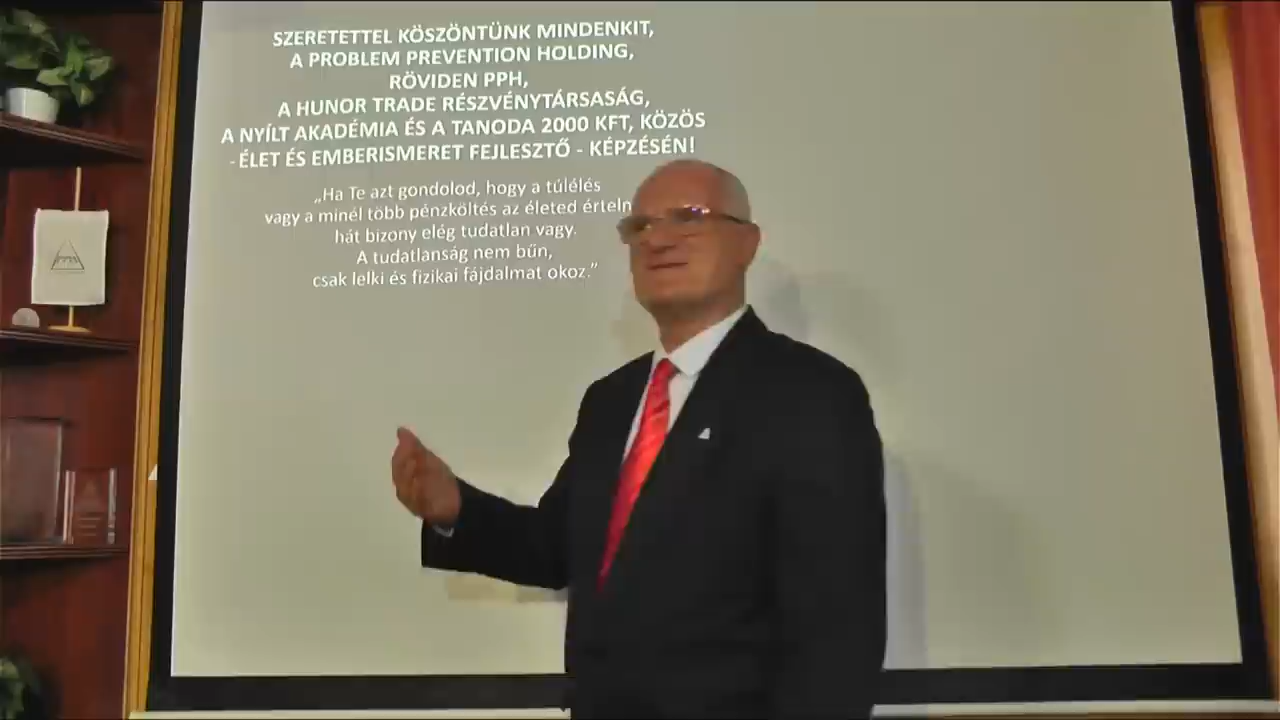 SZERETETTEL KÖSZÖNTÜNK MINDENKIT,
A PROBLEM PREVENTION HOLDING,
RÖVIDEN PPH,
A HUNOR TRADE RÉSZVÉNYTÁRSASÁG,
A NYÍLT AKADÉMIA ÉS A TANODA 2000 KFT, KÖZÖS
- ÉLET ÉS EMBERISMERET FEJLESZTŐ - KÉPZÉSÉN!
„Ha Te azt gondolod, hogy a túlélés
vagy a minél több pénzköltés az életed
hát bizony elég tudatlan vagy.
A tudatlanság nem bűn,
csak lelki és fizikai fájdalmat okoz.”